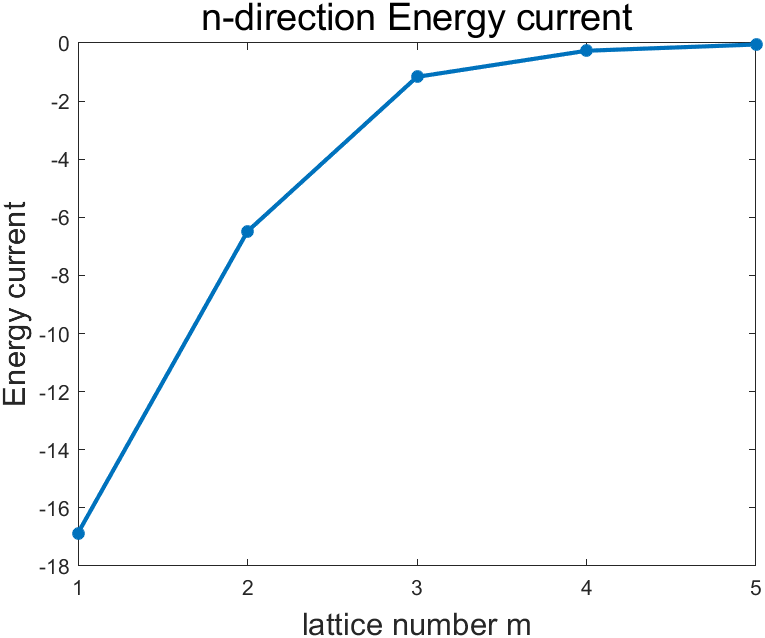 n-direction Energy current
Energy current
0
-2
-4
-6
-8
-10
-12
-14
-16
-18
1 2 3 4 5
lattice number m